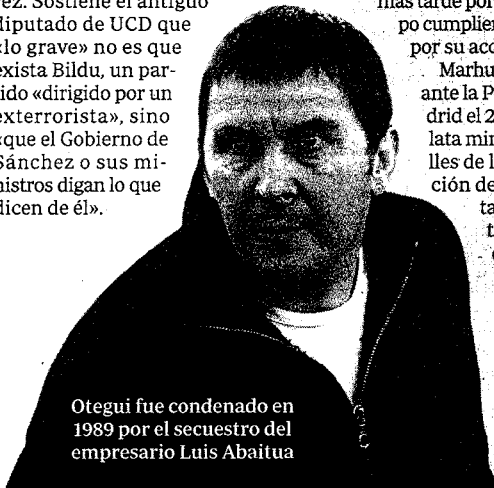 rez. Sostiene el antiguo
diputado de UCD que
«lo grave» no es que
exista Bildu, un par-
tido «dirigido por un
exterrorista», sino
«que el Gobierno de
Sánchez o sus mi-
nistros digan lo que
dicen de él».
más tarde por
po cumplien
por su aco
Marhu
ante la P
drid el 2
lata min
lles de l
ción de
ta
t
Otegui fue condenado en
1989 por el secuestro del
empresario Luis Abaitua